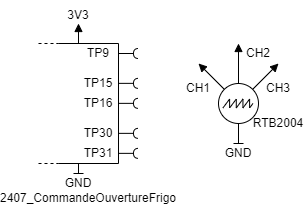 3V3
TP9
TP15
TP16
TP30
TP31
GND
2407_CommandeOuvertureFrigo
CH1
CH2
CH3
RTB2004
GND